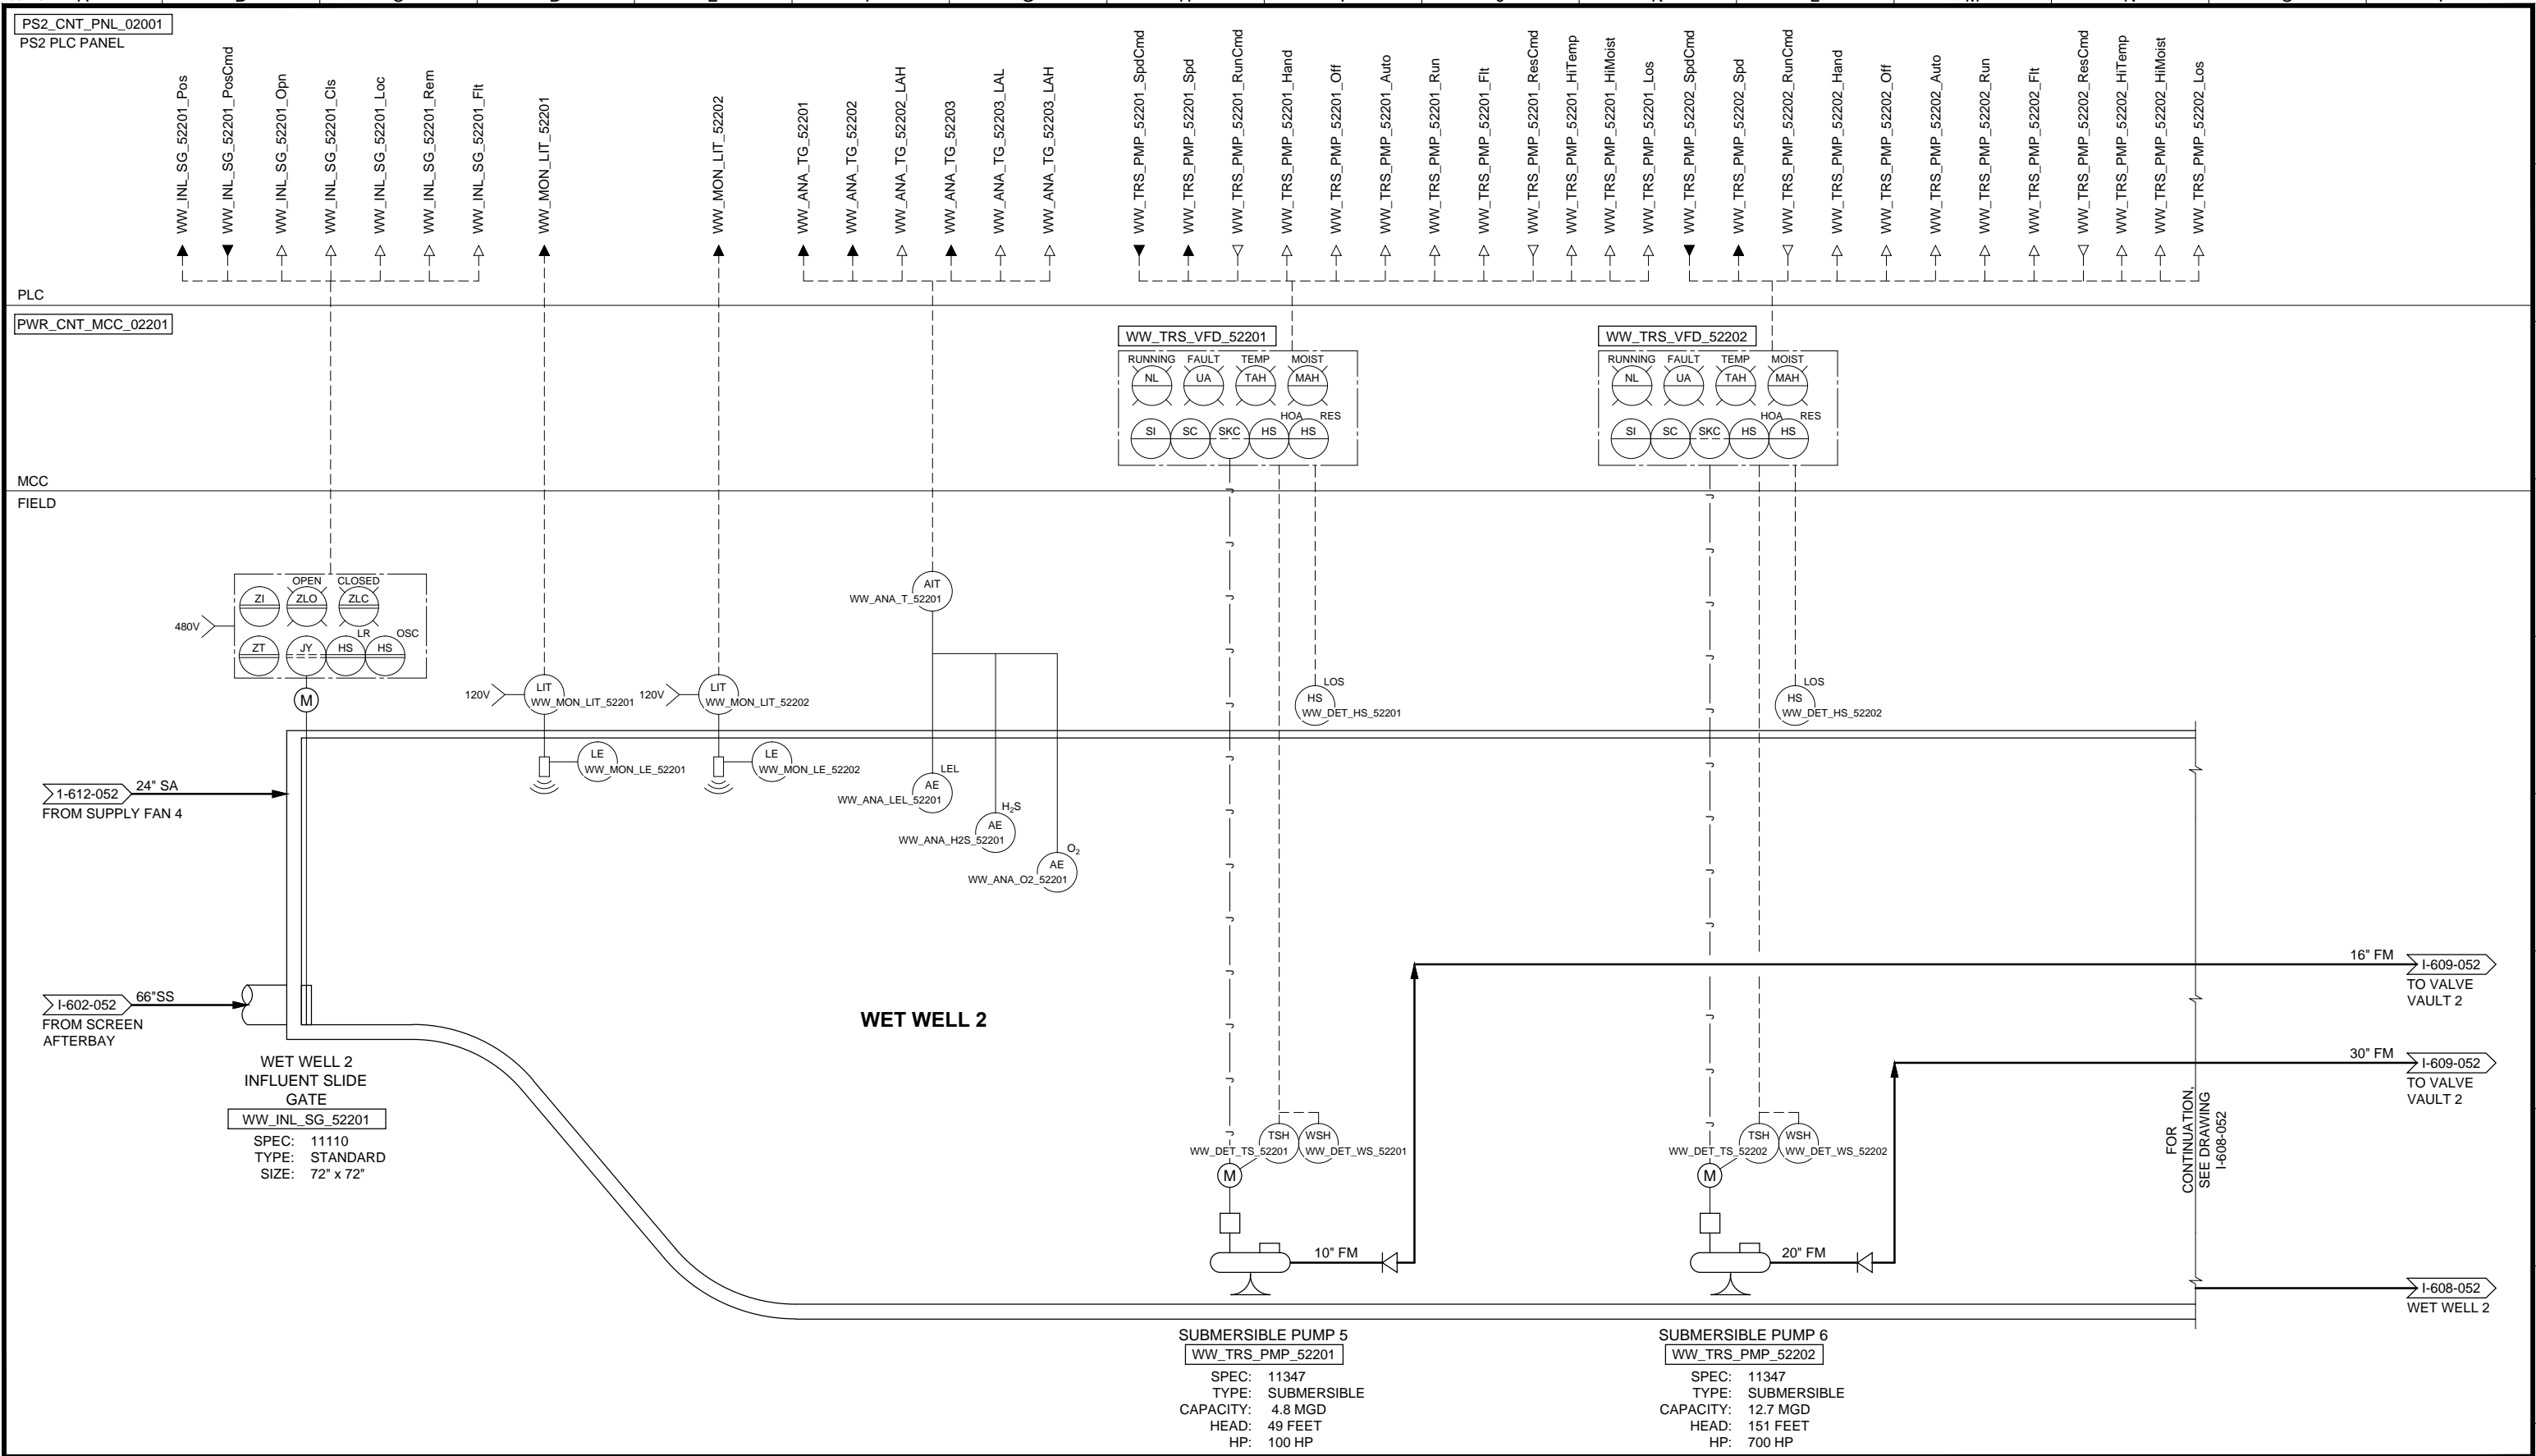 PS2_CNT_PNL_02001
PS2 PLC PANEL
WW_INL_SG_52201_Pos
WW_INL_SG_52201_PosCmd
WW_INL_SG_52201_Opn
WW_INL_SG_52201_Cls
WW_INL_SG_52201_Loc
WW_INL_SG_52201_Rem
WW_INL_SG_52201_Flt
WW_MON_LIT_52201
WW_MON_LIT_52202
WW_ANA_TG_52201
WW_ANA_TG_52202
WW_ANA_TG_52202_LAH
WW_ANA_TG_52203
WW_ANA_TG_52203_LAL
WW_ANA_TG_52203_LAH
WW_TRS_PMP_52201_SpdCmd
WW_TRS_PMP_52201_Spd
WW_TRS_PMP_52201_RunCmd
WW_TRS_PMP_52201_Hand
WW_TRS_PMP_52201_Off
WW_TRS_PMP_52201_Auto
WW_TRS_PMP_52201_Run
WW_TRS_PMP_52201_Flt
WW_TRS_PMP_52201_ResCmd
WW_TRS_PMP_52201_HiTemp
WW_TRS_PMP_52201_HiMoist
WW_TRS_PMP_52201_Los
WW_TRS_PMP_52202_SpdCmd
WW_TRS_PMP_52202_Spd
WW_TRS_PMP_52202_RunCmd
WW_TRS_PMP_52202_Hand
WW_TRS_PMP_52202_Off
WW_TRS_PMP_52202_Auto
WW_TRS_PMP_52202_Run
WW_TRS_PMP_52202_Flt
WW_TRS_PMP_52202_ResCmd
WW_TRS_PMP_52202_HiTemp
WW_TRS_PMP_52202_HiMoist
WW_TRS_PMP_52202_Los
PLC
PWR_CNT_MCC_02201
WW_TRS_VFD_52201
RUNNING FAULT TEMP MOIST
NL UA TAH MAH
HOA RES
SI SC SKC HS HS
WW_TRS_VFD_52202
RUNNING FAULT TEMP MOIST
NL UA TAH MAH
HOA RES
SI SC SKC HS HS
MCC
FIELD
OPEN CLOSED
ZI ZLO ZLC
480V
LR OSC
ZT JY HS HS
M
120V
LIT
WW_MON_LIT_52201
120V
LIT
WW_MON_LIT_52202
LE
WW_MON_LE_52201
LE
WW_MON_LE_52202
AIT
WW_ANA_T_52201
LEL
AE
WW_ANA_LEL_52201
H2S
AE
WW_ANA_H2S_52201
O2
AE
WW_ANA_O2_52201
LOS
HS
WW_DET_HS_52201
LOS
HS
WW_DET_HS_52202
1-612-052
24" SA
FROM SUPPLY FAN 4
I-602-052
66"SS
FROM SCREEN
AFTERBAY
WET WELL 2
INFLUENT SLIDE
GATE
WW_INL_SG_52201
SPEC: 11110
TYPE: STANDARD
SIZE: 72" x 72"
WET WELL 2
TSH WSH
WW_DET_TS_52201
WW_DET_WS_52201
M
10" FM
TSH WSH
WW_DET_TS_52202
WW_DET_WS_52202
M
20" FM
16" FM
I-609-052
TO VALVE
VAULT 2
30" FM
I-609-052
TO VALVE
VAULT 2
FOR
CONTINUATION,
SEE DRAWING
I-608-052
I-608-052
WET WELL 2
SUBMERSIBLE PUMP 5
WW_TRS_PMP_52201
SPEC: 11347
TYPE: SUBMERSIBLE
CAPACITY: 4.8 MGD
HEAD: 49 FEET
HP: 100 HP
SUBMERSIBLE PUMP 6
WW_TRS_PMP_52202
SPEC: 11347
TYPE: SUBMERSIBLE
CAPACITY: 12.7 MGD
HEAD: 151 FEET
HP: 700 HP